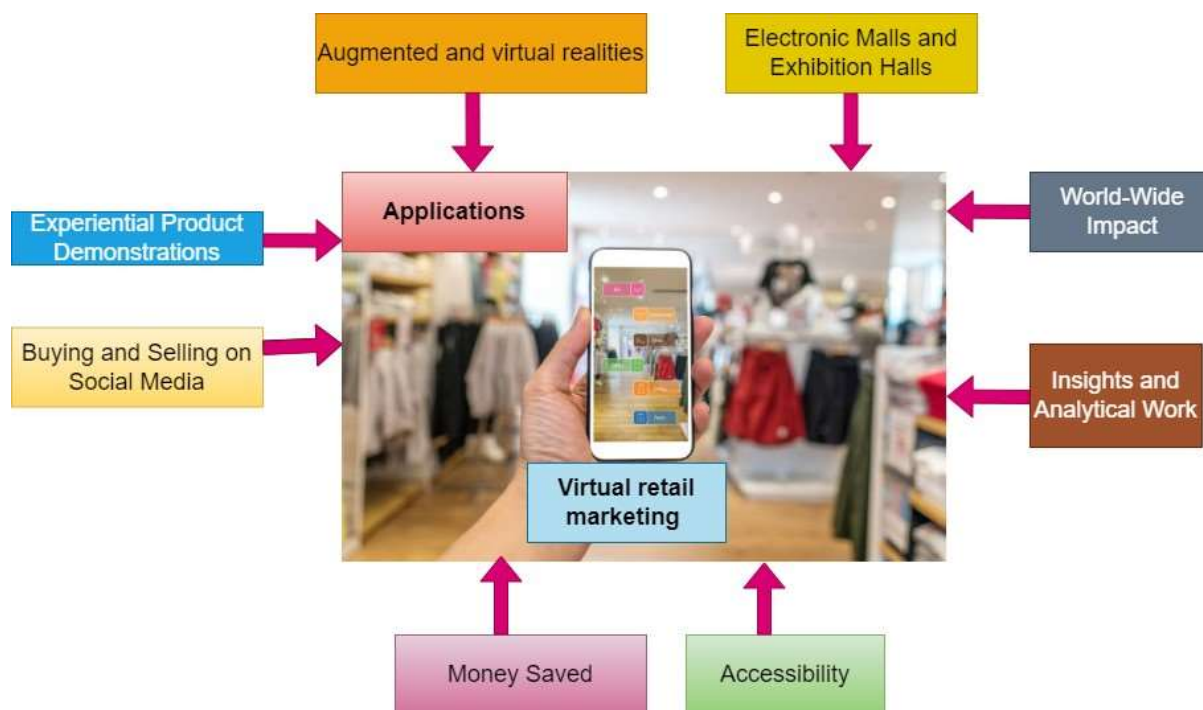 Augmented and virtual realities
Electronic Malls and
Exhibition Halls
Applications
Experiential Product
Demonstrations
World-Wide
Impact
Buying and Selling on
Social Media
Insights and
Analytical Work
Virtual retail
marketing
Money Saved
Accessibility